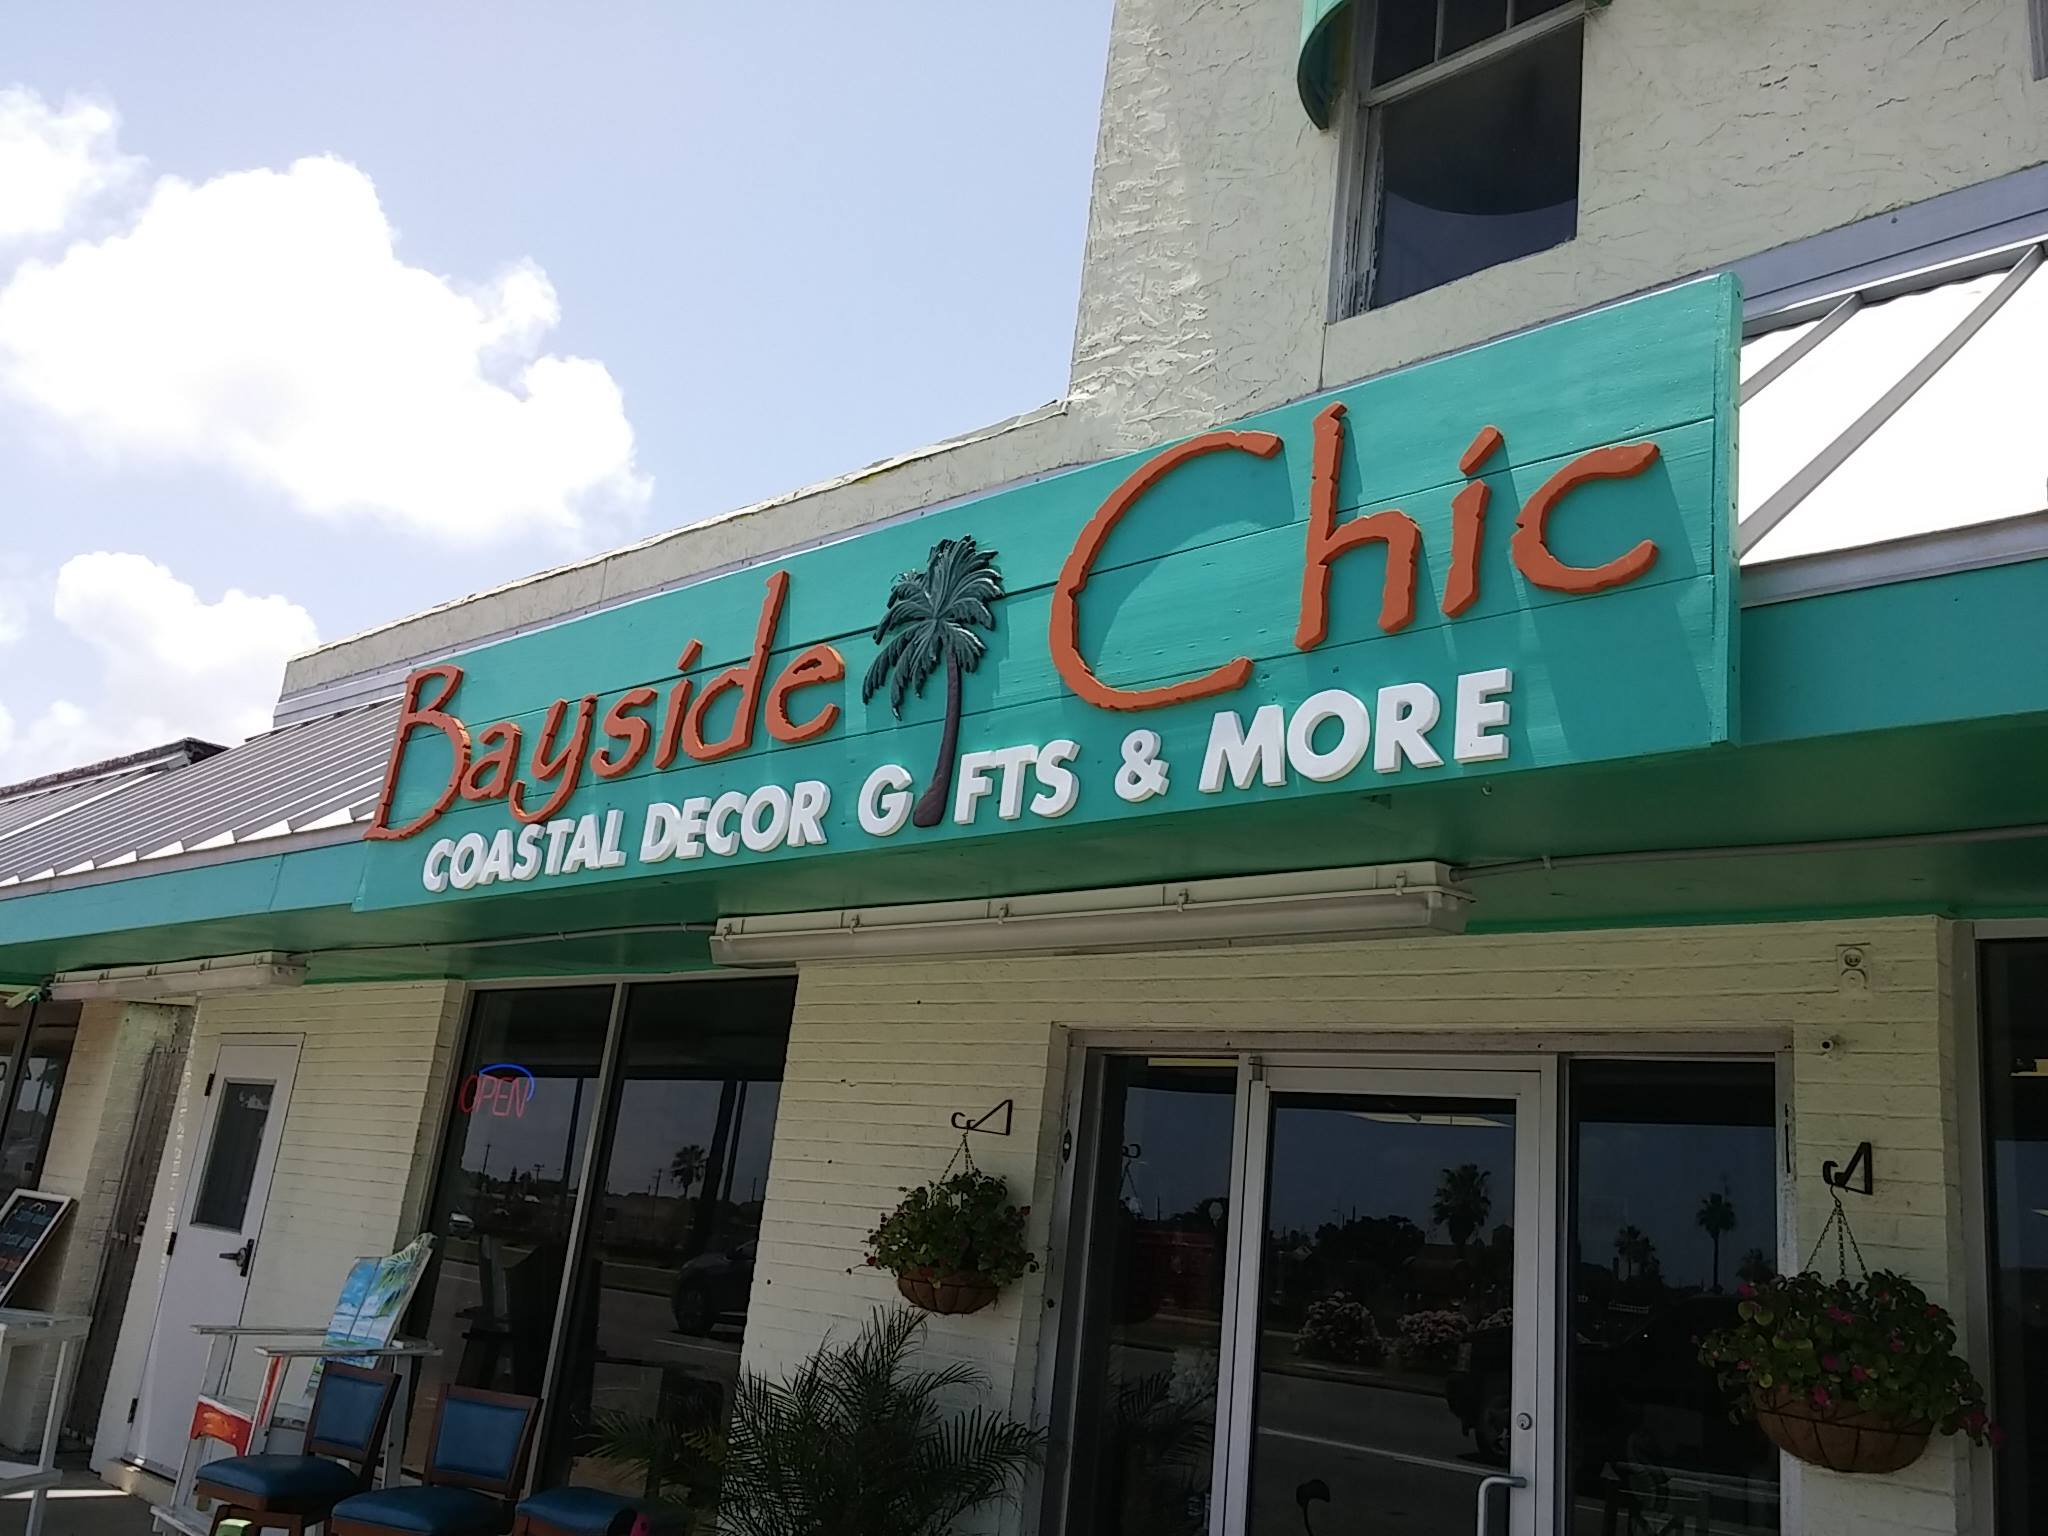 Bayside Chic
COASTAL DECOR GIFTS & MORE
OPEN